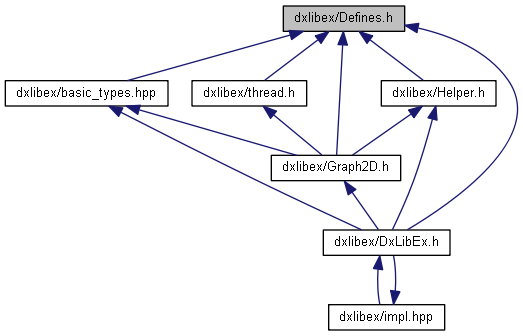 dxlibex/Defines.h
dxlibex/basic_types.hpp
dxlibex/thread.h
dxlibex/Helper.h
dxlibex/Graph2D.h
dxlibex/DxLibEx.h
dxlibex/impl.hpp